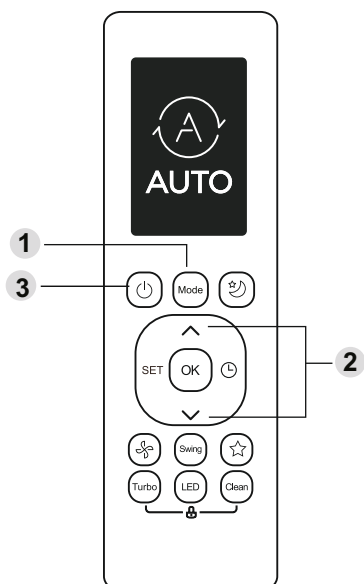 A
AUTO
1
3
Mode
2
SET
OK
Swing
Turbo
LED
Clean